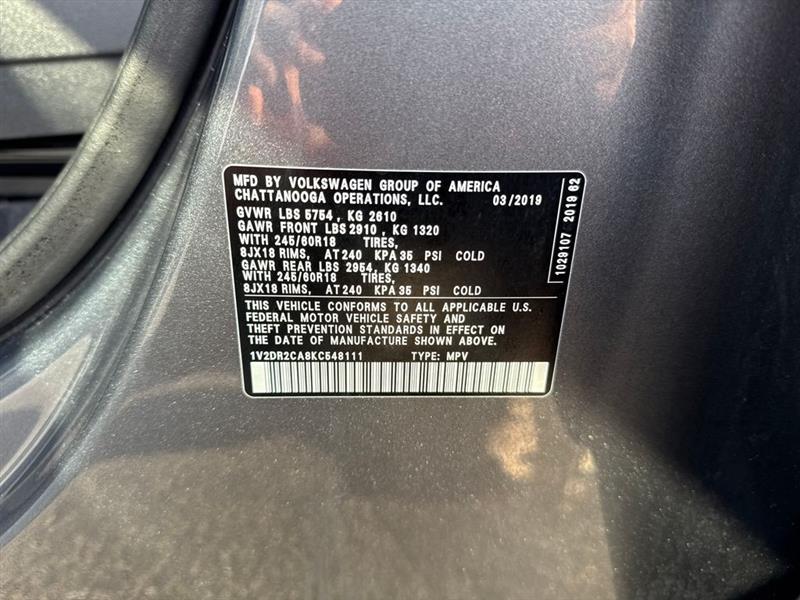 MFD BY VOLKSWAGEN GROUP OF AMERICA
CHATTANOOGA OPERATIONS, LLC. 03/2019
GVWR LBS 5754, KG 2610
GAWR FRONT LBS 2910, KG 1320
WITH 245/60R18 TIRES,
8JX18 RIMS, AT 240 KPA 35 PSI COLD
GAWR REAR LBS 2954, KG 1340
WITH 245/60R18 TIRES,
8JX18 RIMS, AT 240 KPA 35 PSI COLD
THIS VEHICLE CONFORMS TO ALL APPLICABLE U.S.
FEDERAL MOTOR VEHICLE SAFETY AND
THEFT PREVENTION STANDARDS IN EFFECT ON
THE DATE OF MANUFACTURE SHOWN ABOVE.
1V2DR2CA8KC548111 TYPE: MPV
1029107 2019 62